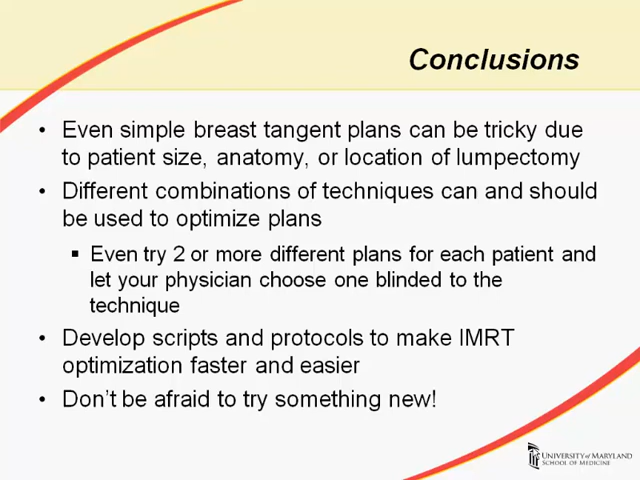 Conclusions
• Even simple breast tangent plans can be tricky due
to patient size, anatomy, or location of lumpectomy
• Different combinations of techniques can and should
be used to optimize plans
▪ Even try 2 or more different plans for each patient and
let your physician choose one blinded to the
technique
• Develop scripts and protocols to make IMRT
optimization faster and easier
• Don't be afraid to try something new!
UNIVERSITY of MARYLAND
SCHOOL OF MEDICINE